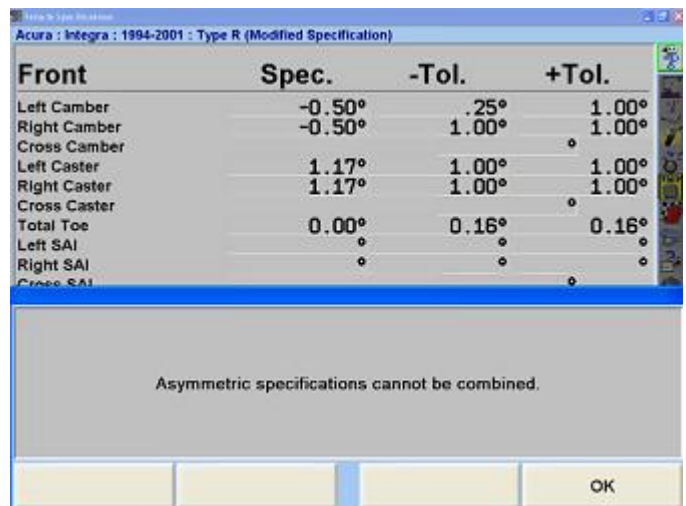 Vehicle Specifications
Acura : Integra : 1994-2001 : Type R (Modified Specification)
Front Spec. -Tol. +Tol.
Left Camber -0.50° .25° 1.00°
Right Camber -0.50° 1.00° 1.00°
Cross Camber °
Left Caster 1.17° 1.00° 1.00°
Right Caster 1.17° 1.00° 1.00°
Cross Caster °
Total Toe 0.00° 0.16° 0.16°
Left SAI ° ° °
Right SAI ° ° °
Cross SAI °
Asymmetric specifications cannot be combined.
OK